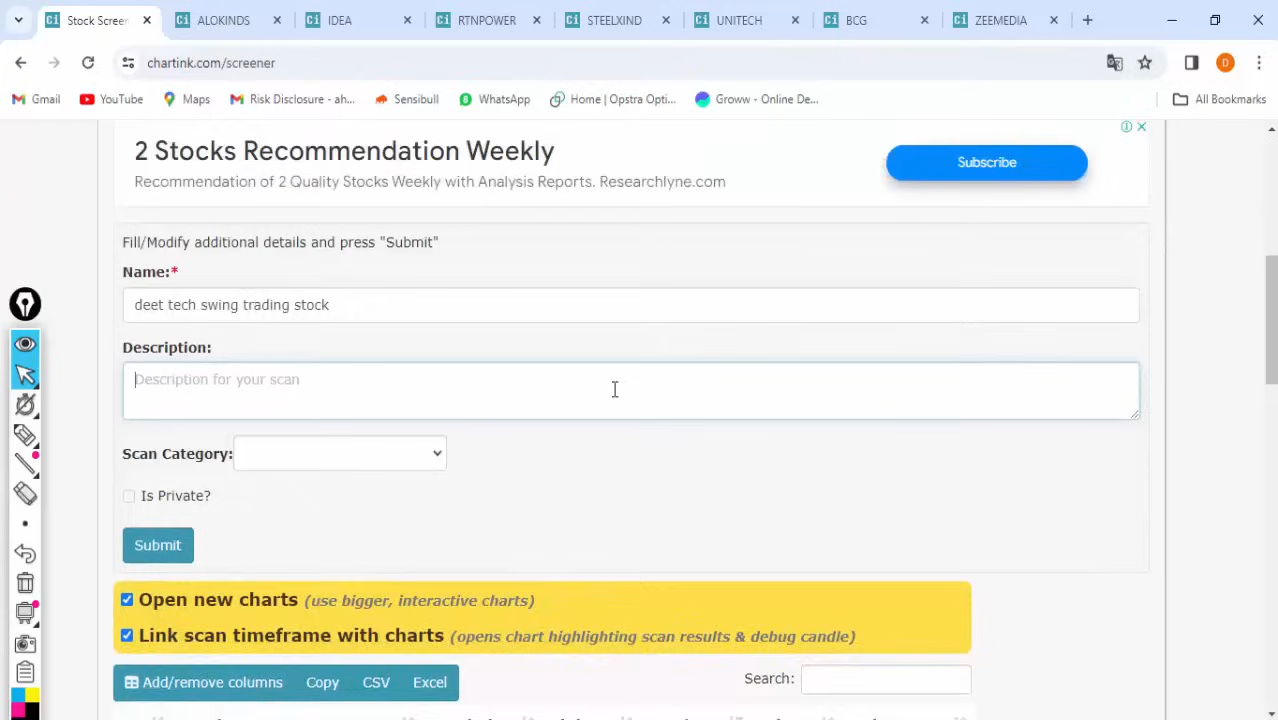 Stock Screen
ALOKINDS
IDEA
RTNPOWER
STEELXIND
UNITECH
BCG
ZEEMEDIA
chartink.com/screener
D
Gmail
YouTube
Maps
Risk Disclosure - ah...
Sensibull
WhatsApp
Home | Opstra Opti...
Groww - Online De...
All Bookmarks
2 Stocks Recommendation Weekly
Recommendation of 2 Quality Stocks Weekly with Analysis Reports. Researchlyne.com
Subscribe
Fill/Modify additional details and press "Submit"
Name:*
deet tech swing trading stock
Description:
Description for your scan
Scan Category:
Is Private?
Submit
Open new charts (use bigger, interactive charts)
Link scan timeframe with charts (opens chart highlighting scan results & debug candle)
Add/remove columns
Copy
CSV
Excel
Search: